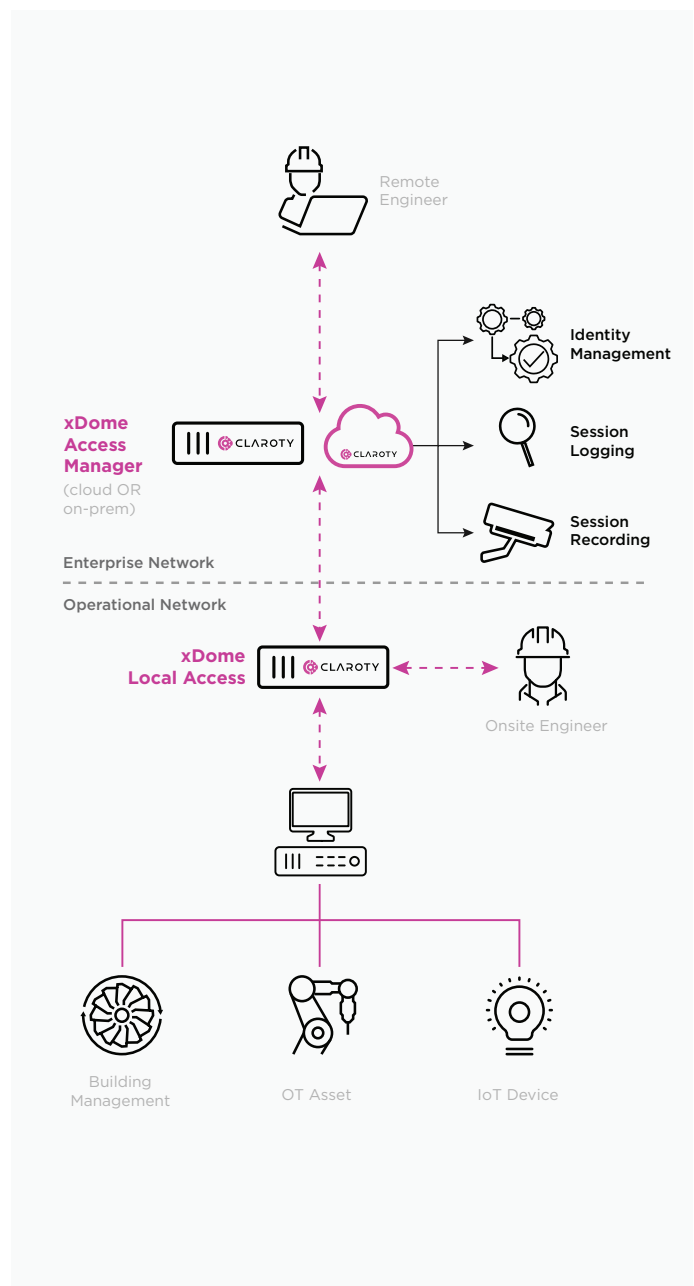 Remote
Engineer
Identity
Management
xDome
Access
Manager
(cloud OR
on-prem)
CLAROTY
CLAROTY
Session
Logging
Session
Recording
Enterprise Network
Operational Network
xDome
Local Access
CLAROTY
Onsite Engineer
Building
Management
OT Asset
IoT Device